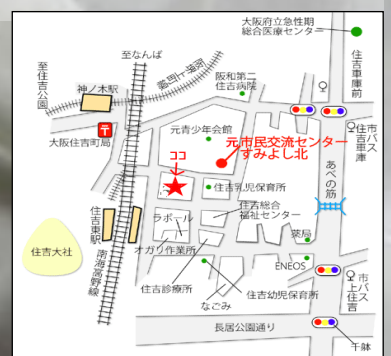 大阪府立急性期
総合医療センター
至なんば
至住吉公園
神ノ木駅
阪堺上町線
阪和第二
住吉病院
住吉車庫前
〒
大阪住吉町局
元青少年会館
元市民交流センター
すみよし北
市バス
住吉車庫
ココ
住吉乳児保育所
あべの筋
住吉総合
福祉センター
ラポール
住吉東駅
オガリ作業所
薬局
住吉大社
南海高野線
ENEOS
住吉診療所
住吉幼児保育所
なごみ
市バス
上住吉
長居公園通り
千躰